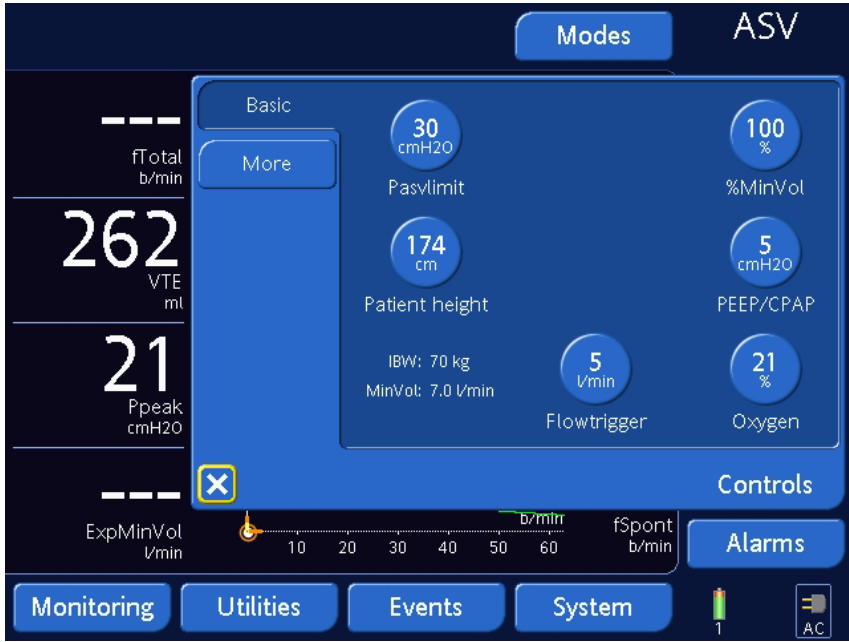 Modes
ASV
Basic
More
30
cmH2O
Pasvlimit
100
%
%MinVol
174
cm
Patient height
5
cmH2O
PEEP/CPAP
IBW: 70 kg
MinVol: 7.0 l/min
5
l/min
Flowtrigger
21
%
Oxygen
Controls
---
fTotal
b/min
262
VTE
ml
21
Ppeak
cmH2O
---
ExpMinVol
l/min
b/min
10 20 30 40 50 60
fSpont
b/min
Alarms
Monitoring
Utilities
Events
System
1
AC